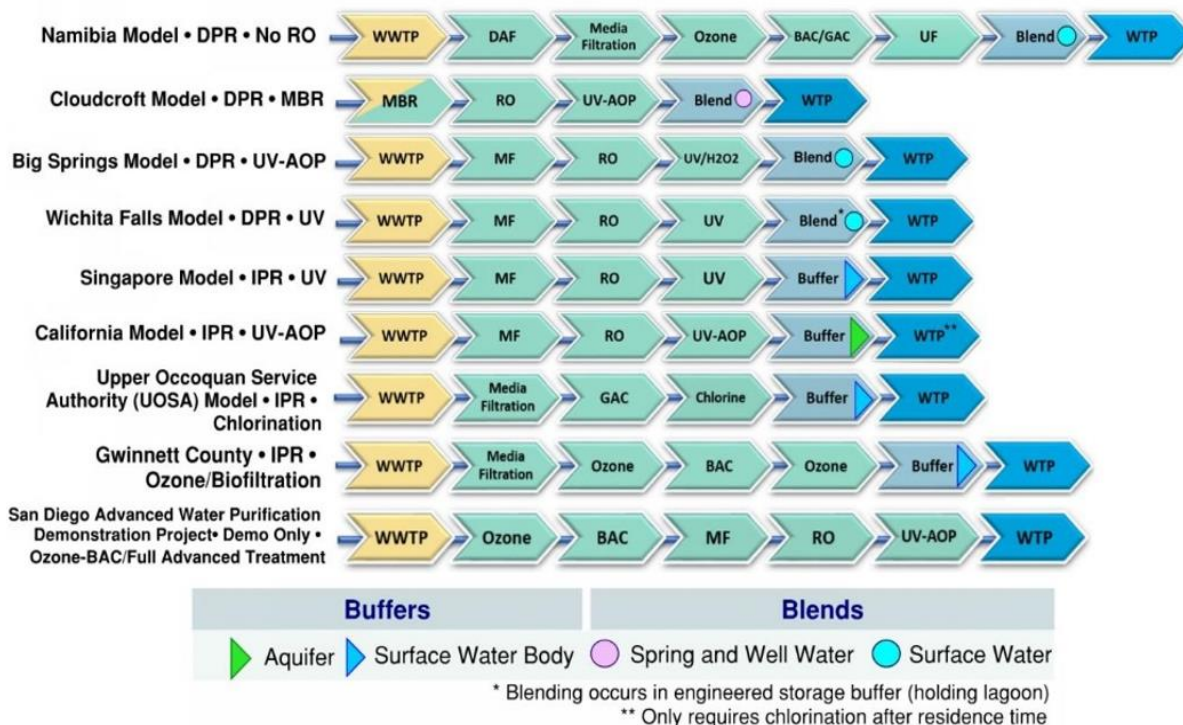 Namibia Model • DPR • No RO
WWTP DAF Media Filtration Ozone BAC/GAC UF Blend WTP
Cloudcroft Model • DPR • MBR
MBR RO UV-AOP Blend WTP
Big Springs Model • DPR • UV-AOP
WWTP MF RO UV/H2O2 Blend WTP
Wichita Falls Model • DPR • UV
WWTP MF RO UV Blend* WTP
Singapore Model • IPR • UV
WWTP MF RO UV Buffer WTP
California Model • IPR • UV-AOP
WWTP MF RO UV-AOP Buffer WTP**
Upper Occoquan Service
Authority (UOSA) Model • IPR •
Chlorination
WWTP Media Filtration GAC Chlorine Buffer WTP
Gwinnett County • IPR •
Ozone/Biofiltration
WWTP Media Filtration Ozone BAC Ozone Buffer WTP
San Diego Advanced Water Purification
Demonstration Project• Demo Only •
Ozone-BAC/Full Advanced Treatment
WWTP Ozone BAC MF RO UV-AOP WTP
Buffers Blends
Aquifer Surface Water Body Spring and Well Water Surface Water
* Blending occurs in engineered storage buffer (holding lagoon)
** Only requires chlorination after residence time